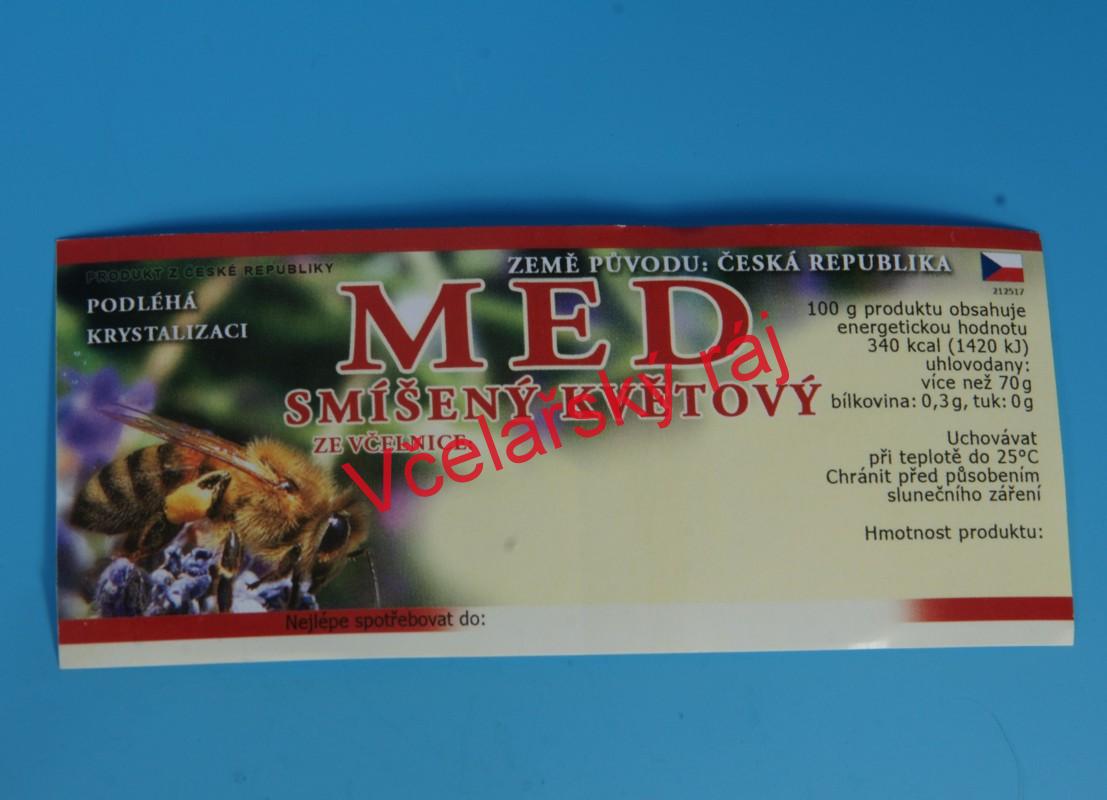 PRODUKT Z ČESKÉ REPUBLIKY
ZEMĚ PŮVODU: ČESKÁ REPUBLIKA
212517
PODLÉHÁ
KRYSTALIZACI
MED
SMÍŠENÝ KVĚTOVÝ
ZE VČELNICE:
Včelařský ráj
100 g produktu obsahuje
energetickou hodnotu
340 kcal (1420 kJ)
uhlovodany:
více než 70g
bílkovina: 0,3g, tuk: 0g
Uchovávat
při teplotě do 25°C
Chránit před působením
slunečního záření
Hmotnost produktu:
Nejlépe spotřebovat do: